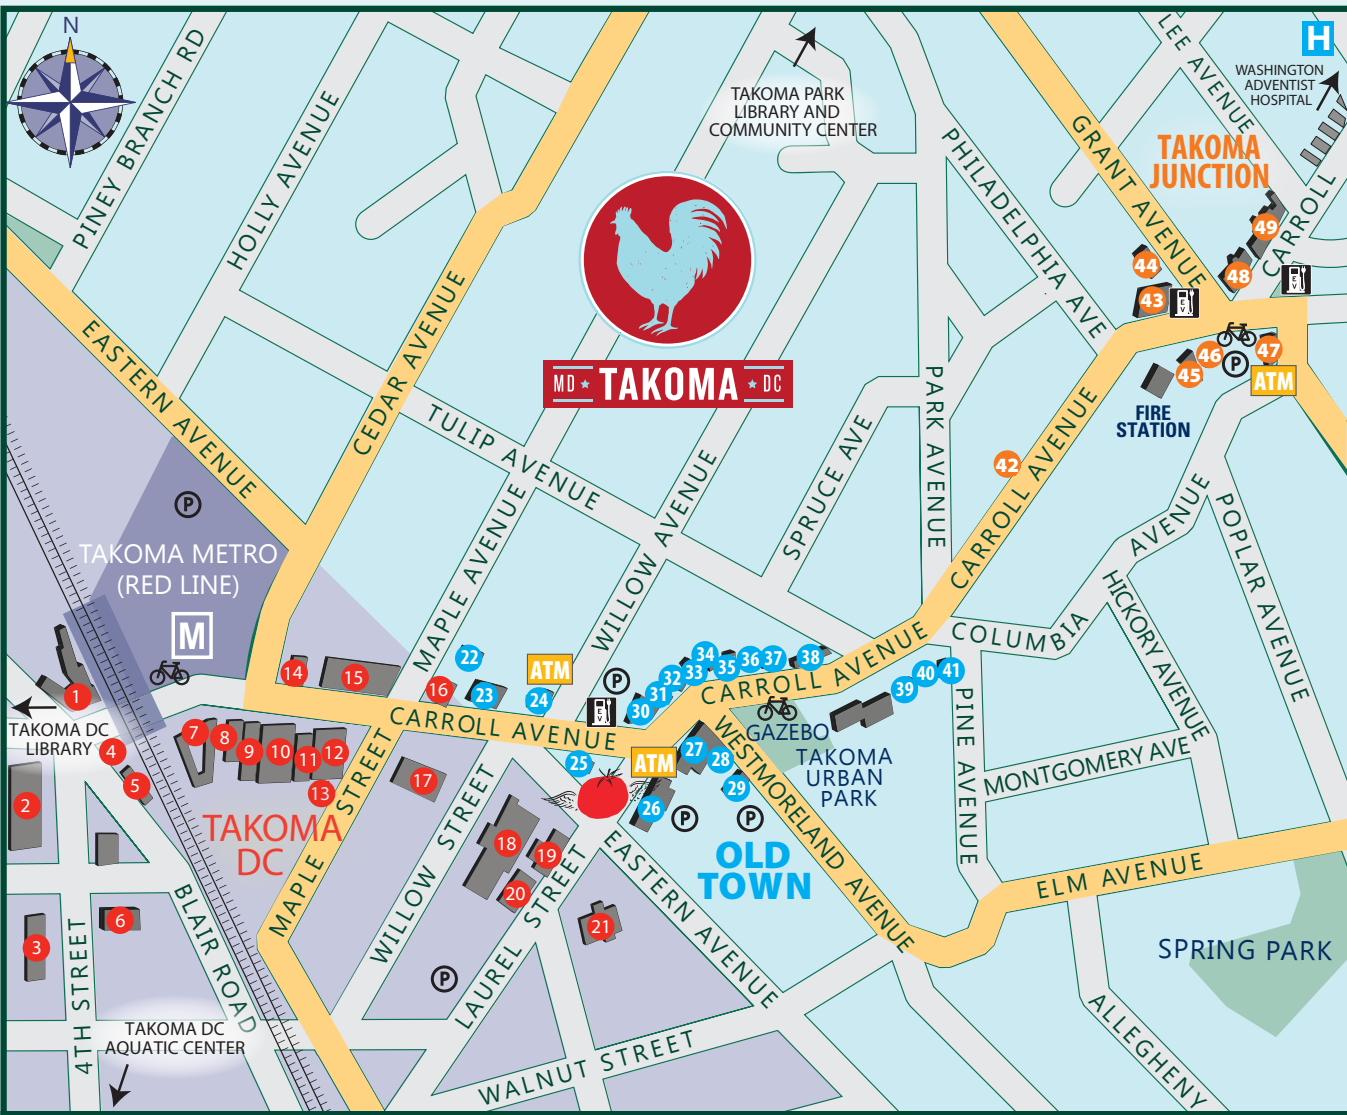 N
PINEY BRANCH RD
HOLLY AVENUE
TAKOMA PARK
LIBRARY AND
COMMUNITY CENTER
LEE AVENUE
H
WASHINGTON
ADVENTIST
HOSPITAL
GRANT AVENUE
TAKOMA
JUNCTION
PHILADELPHIA AVE
CARROLL
49
48
44
43
EV
EV
46
47
45
P
ATM
FIRE
STATION
EASTERN AVENUE
CEDAR AVENUE
MD TAKOMA DC
TULIP AVENUE
PARK AVENUE
SPRUCE AVE
42
CARROLL AVENUE
AVENUE
POPLAR AVENUE
P
TAKOMA METRO
(RED LINE)
M
MAPLE AVENUE
WILLOW AVENUE
HICKORY AVENUE
COLUMBIA
14
15
16
22
23
ATM
24
P
EV
30
31
32
33
34
35
36
37
38
CARROLL AVENUE
39
40
41
1
TAKOMA DC
LIBRARY
4
5
2
7
8
9
10
11
12
13
CARROLL AVENUE
25
ATM
26
27
28
29
P
P
GAZEBO
TAKOMA
URBAN
PARK
PINE AVENUE
MONTGOMERY AVE
TAKOMA
DC
MAPLE STREET
17
WILLOW STREET
18
19
20
21
OLD
TOWN
WESTMORELAND AVENUE
ELM AVENUE
SPRING PARK
3
6
4TH STREET
BLAIR ROAD
P
LAUREL STREET
EASTERN AVENUE
TAKOMA DC
AQUATIC CENTER
WALNUT STREET
ALLEGHENY